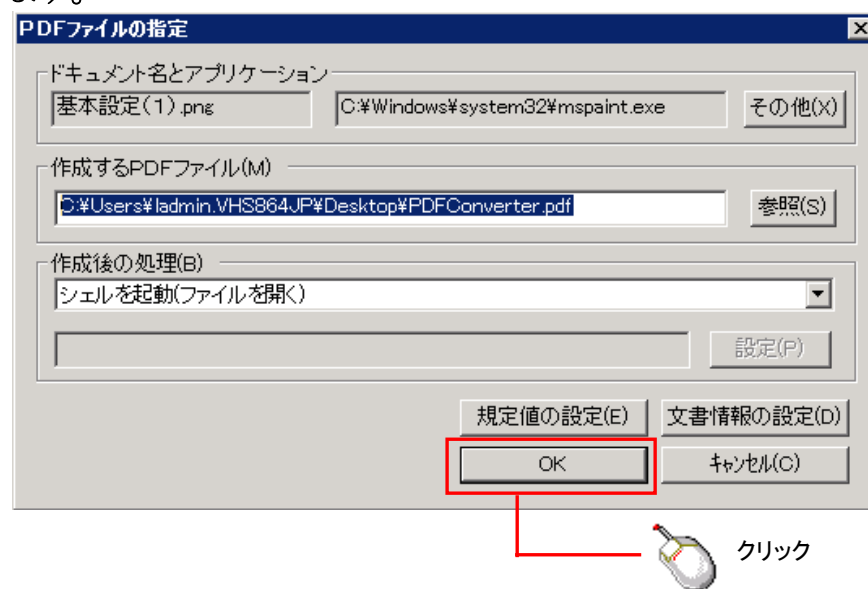 ます。
PDFファイルの指定
ドキュメント名とアプリケーション
基本設定(1).png
C:¥Windows¥system32¥mspaint.exe
その他(X)
作成するPDFファイル(M)
C:¥Users¥ladmin.VHS864JP¥Desktop¥PDFConverter.pdf
参照(S)
作成後の処理(B)
シェルを起動(ファイルを開く)
設定(P)
規定値の設定(E)
文書情報の設定(D)
OK
キャンセル(C)
クリック